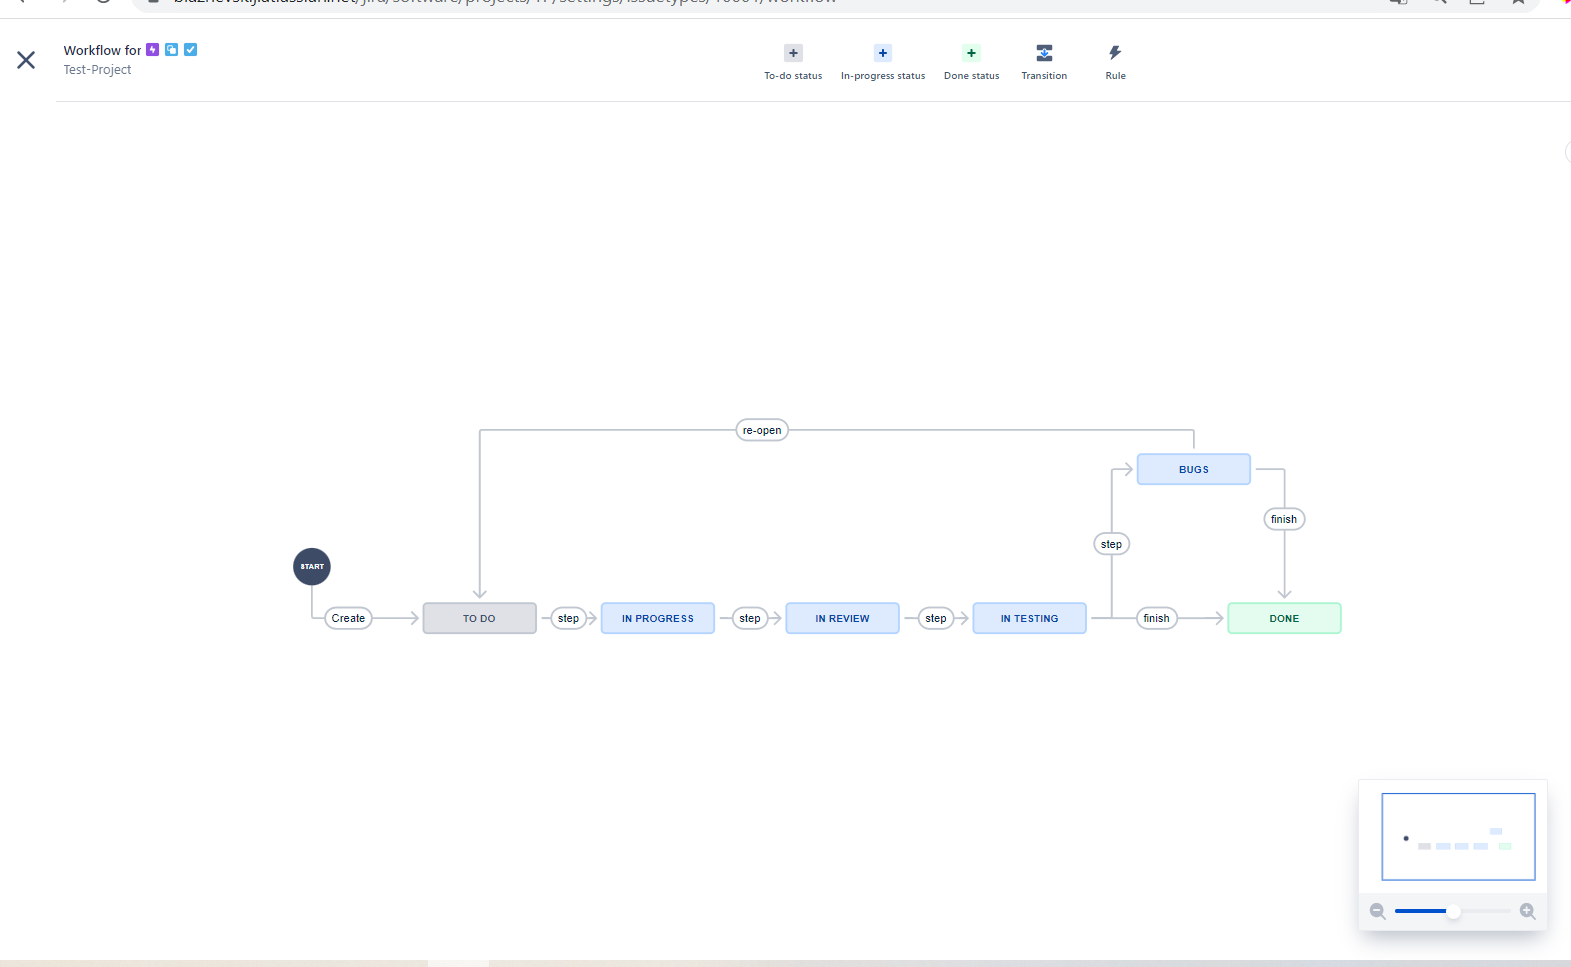 Workflow for
Test-Project
To-do status
In-progress status
Done status
Transition
Rule
re-open
BUGS
finish
step
START
Create
TO DO
step
IN PROGRESS
step
IN REVIEW
step
IN TESTING
finish
DONE